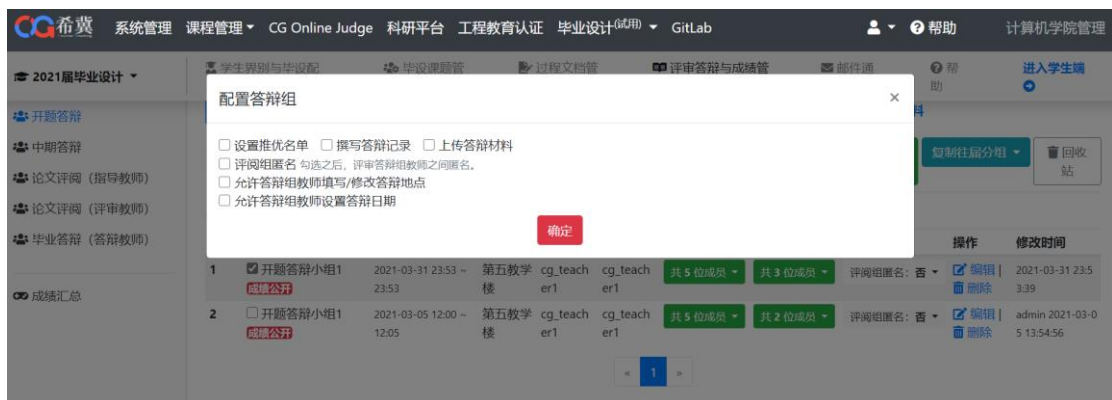 CG希冀 系统管理 课程管理 CG Online Judge 科研平台 工程教育认证 毕业设计(试用) GitLab 帮助 计算机学院管理
2021届毕业设计 学生界别与毕设配 毕设课题管 过程文档管 评审答辩与成绩管 邮件通 帮助 进入学生端
配置答辩组 ×
开题答辩 料
设置推优名单 撰写答辩记录 上传答辩材料
中期答辩 评阅组匿名 勾选之后，评审答辩组教师之间匿名。 复制往届分组 回收站
论文评阅（指导教师） 允许答辩组教师填写/修改答辩地点
论文评阅（评审教师） 允许答辩组教师设置答辩日期
毕业答辩（答辩教师） 确定
操作 修改时间
1 开题答辩小组1 2021-03-31 23:53 ~ 第五教学 cg_teach cg_teach 共 5 位成员 共 3 位成员 评阅组匿名：否 编辑| 2021-03-31 23:5
成绩公开 23:53 楼 er1 er1 删除 3:39
成绩汇总
2 开题答辩小组1 2021-03-05 12:00 ~ 第五教学 cg_teach cg_teach 共 5 位成员 共 2 位成员 评阅组匿名：否 编辑| admin 2021-03-0
成绩公开 12:05 楼 er1 er1 删除 5 13:54:56
« 1 »